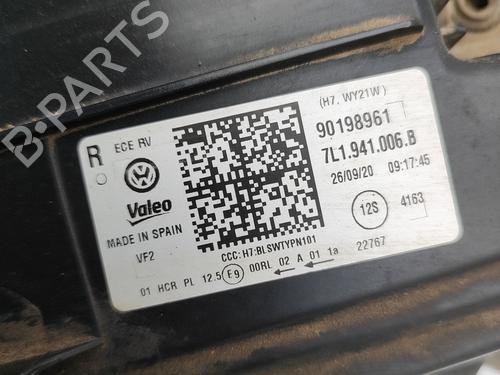 B-PARTS
R ECE RV (H7, WY21W)
90198961
7L1.941.006.B
26/09/20 09:17:45
Valeo
MADE IN SPAIN 12S 4163
VF2
CCC:H7:BLSWTYPN101
01 HCR PL 12.5 E9 00RL 02 A 01 1a 22767